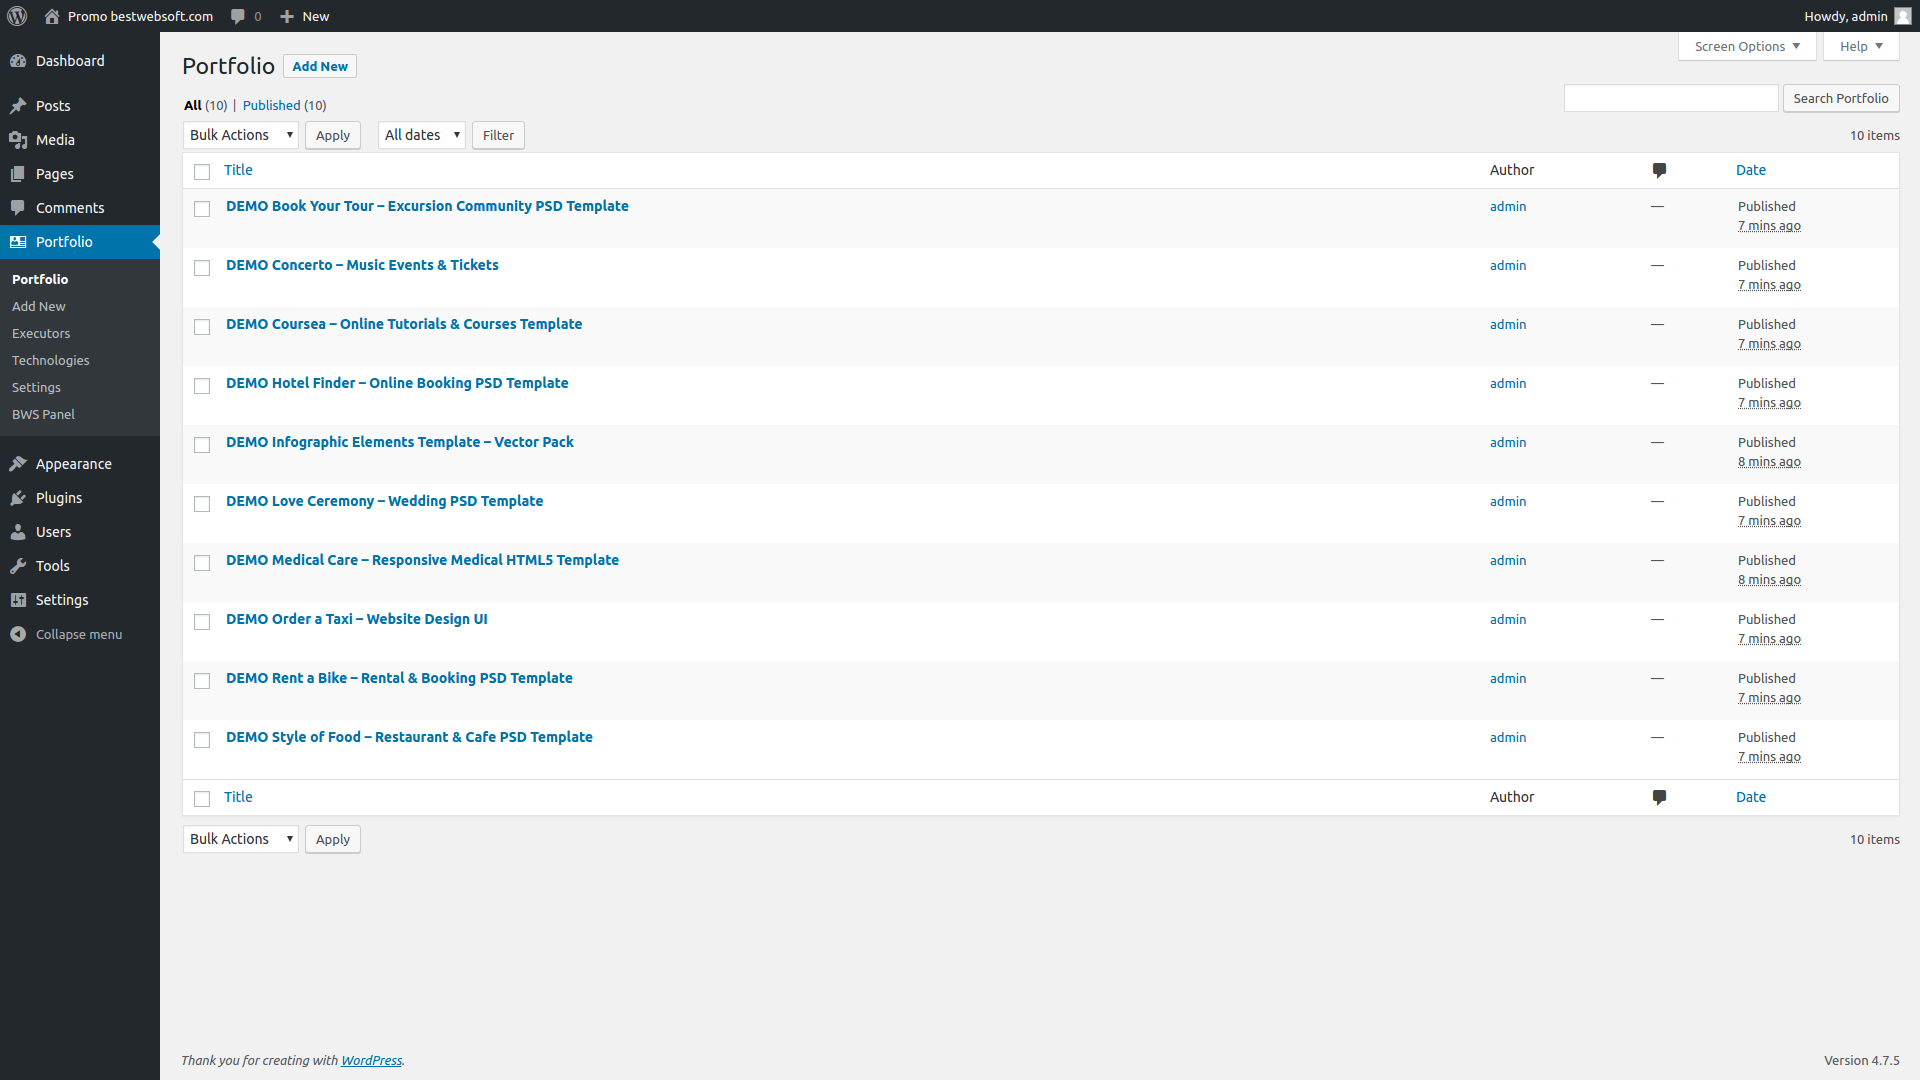 Promo bestwebsoft.com 0 New Howdy, admin
Screen Options Help
Dashboard
Posts
Media
Pages
Comments
Portfolio
Portfolio
Add New
Executors
Technologies
Settings
BWS Panel
Appearance
Plugins
Users
Tools
Settings
Collapse menu
Portfolio Add New
All (10) | Published (10)
Search Portfolio
Bulk Actions Apply All dates Filter 10 items
Title Author Date
DEMO Book Your Tour – Excursion Community PSD Template admin — Published
7 mins ago
DEMO Concerto – Music Events & Tickets admin — Published
7 mins ago
DEMO Coursea – Online Tutorials & Courses Template admin — Published
7 mins ago
DEMO Hotel Finder – Online Booking PSD Template admin — Published
7 mins ago
DEMO Infographic Elements Template – Vector Pack admin — Published
8 mins ago
DEMO Love Ceremony – Wedding PSD Template admin — Published
7 mins ago
DEMO Medical Care – Responsive Medical HTML5 Template admin — Published
8 mins ago
DEMO Order a Taxi – Website Design UI admin — Published
7 mins ago
DEMO Rent a Bike – Rental & Booking PSD Template admin — Published
7 mins ago
DEMO Style of Food – Restaurant & Cafe PSD Template admin — Published
7 mins ago
Title Author Date
Bulk Actions Apply 10 items
Thank you for creating with WordPress. Version 4.7.5